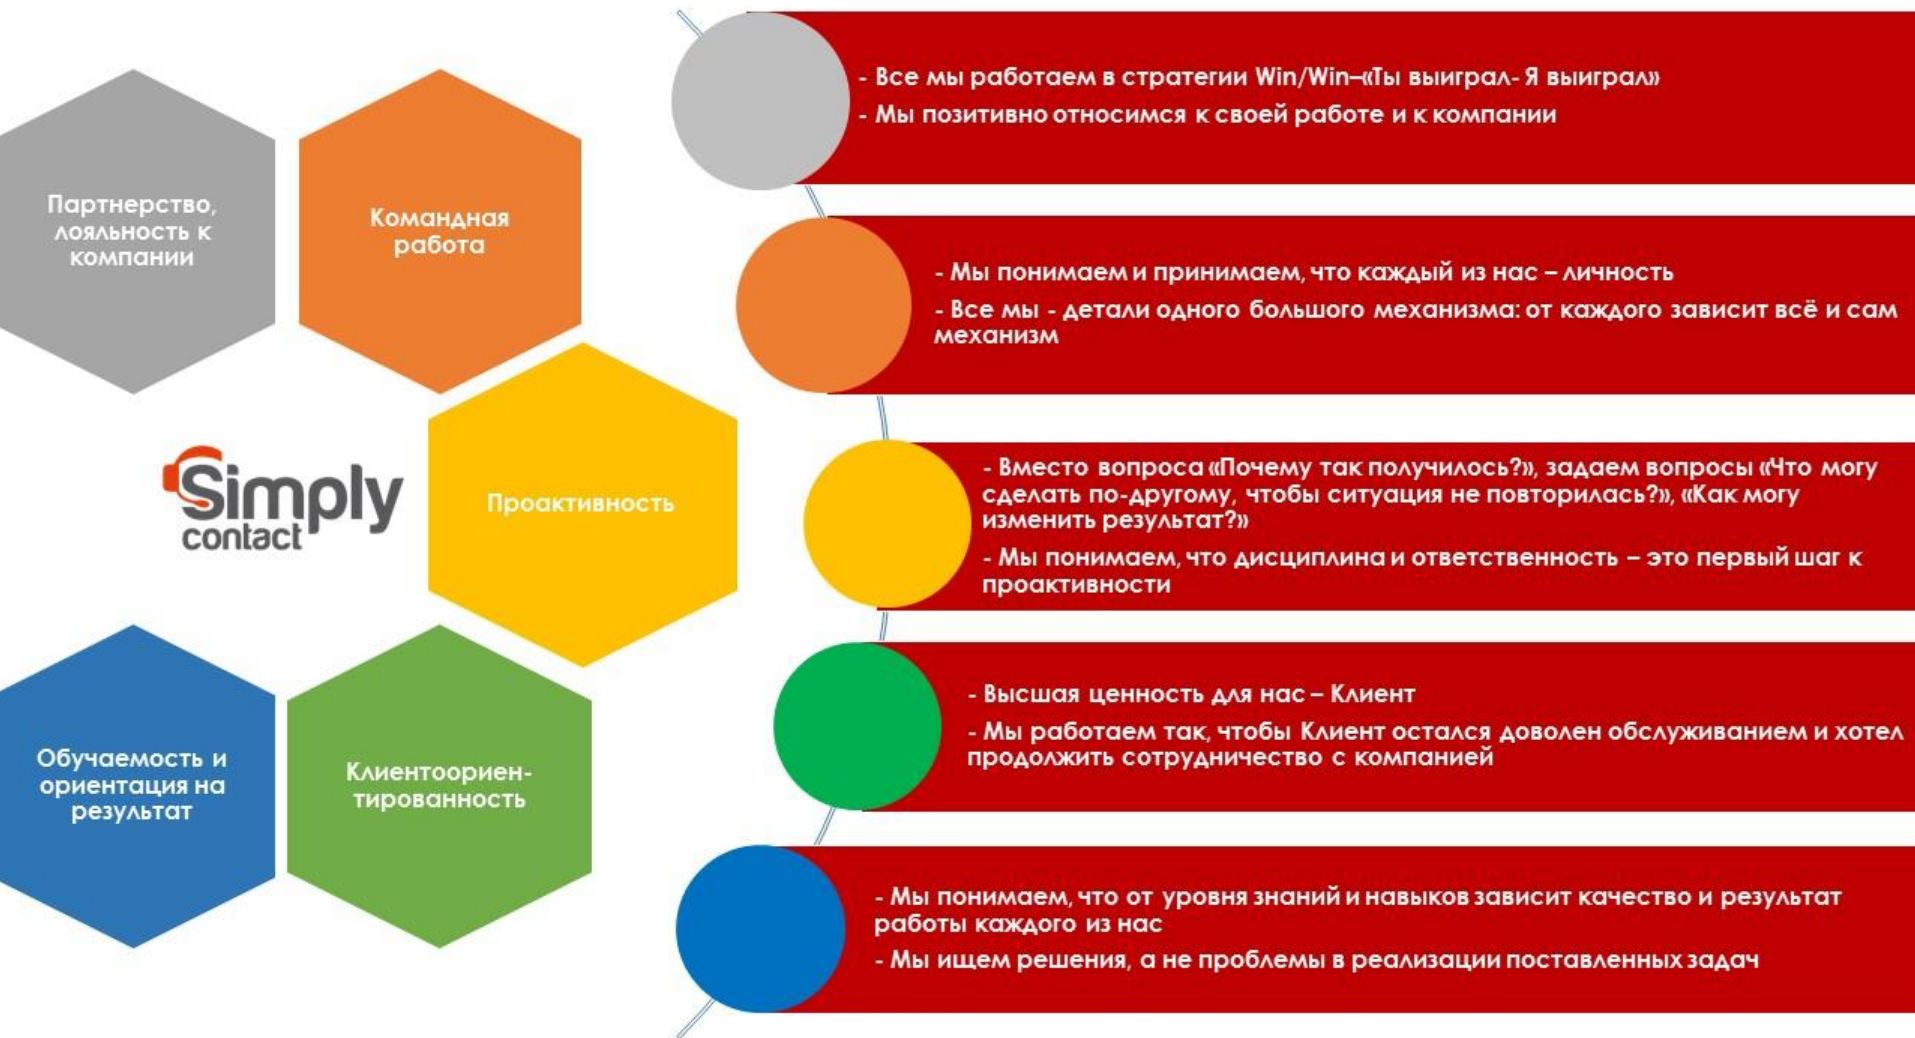 Партнерство,
лояльность к
компании
Командная
работа
Проактивность
Simply
contact
Обучаемость и
ориентация на
результат
Клиентоориен-
тированность
- Все мы работаем в стратегии Win/Win–«Ты выиграл- Я выиграл»
- Мы позитивно относимся к своей работе и к компании
- Мы понимаем и принимаем, что каждый из нас – личность
- Все мы - детали одного большого механизма: от каждого зависит всё и сам
механизм
- Вместо вопроса «Почему так получилось?», задаем вопросы «Что могу
сделать по-другому, чтобы ситуация не повторилась?», «Как могу
изменить результат?»
- Мы понимаем, что дисциплина и ответственность – это первый шаг к
проактивности
- Высшая ценность для нас – Клиент
- Мы работаем так, чтобы Клиент остался доволен обслуживанием и хотел
продолжить сотрудничество с компанией
- Мы понимаем, что от уровня знаний и навыков зависит качество и результат
работы каждого из нас
- Мы ищем решения, а не проблемы в реализации поставленных задач